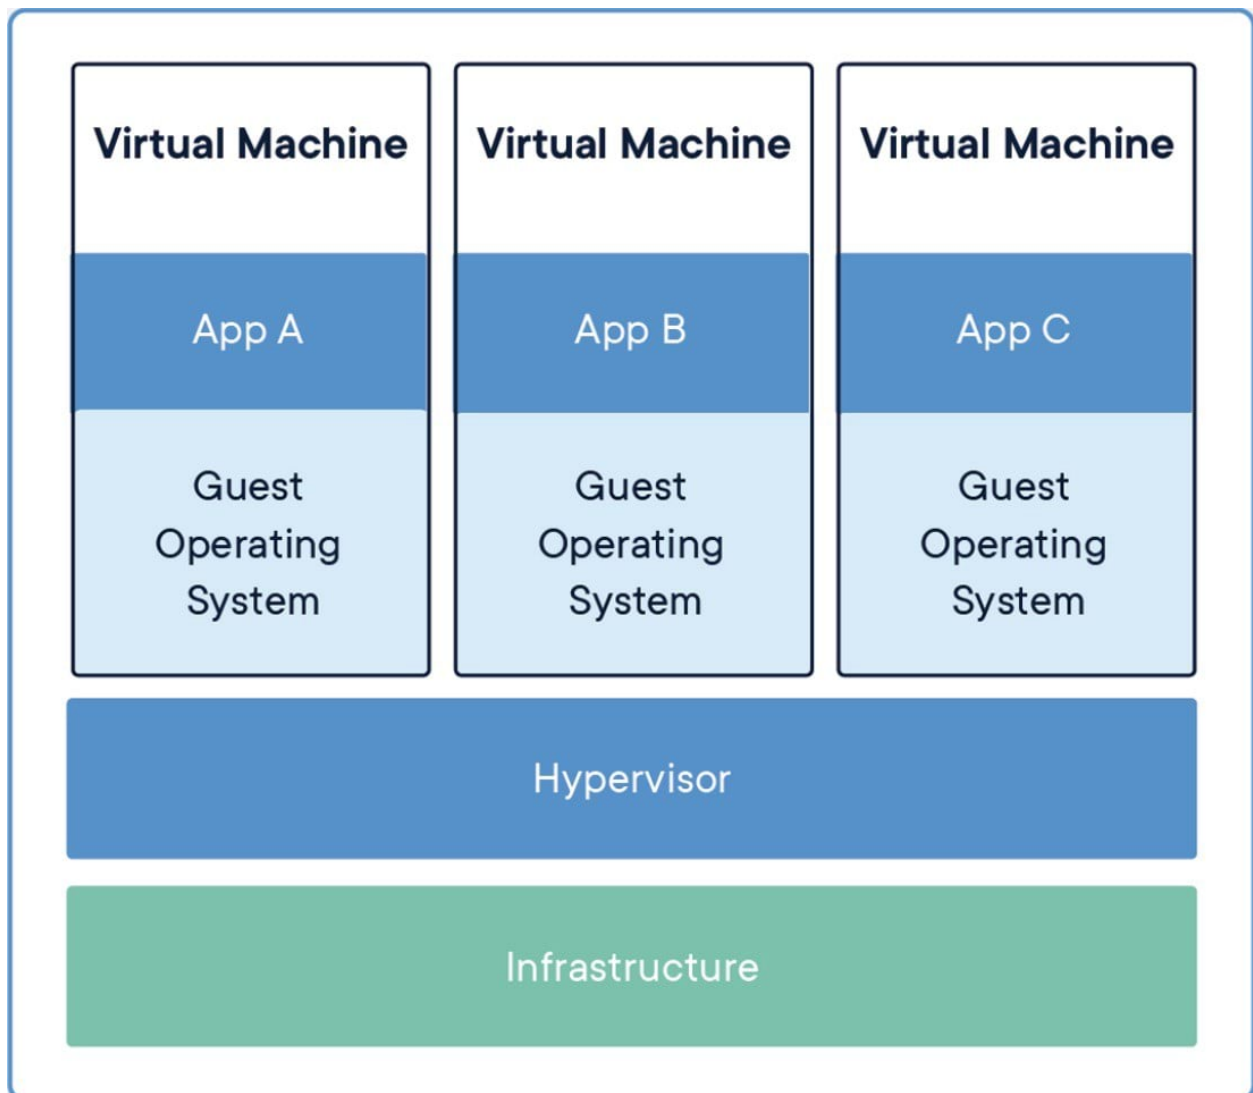 Virtual Machine
App A
Guest
Operating
System
Virtual Machine
App B
Guest
Operating
System
Virtual Machine
App C
Guest
Operating
System
Hypervisor
Infrastructure